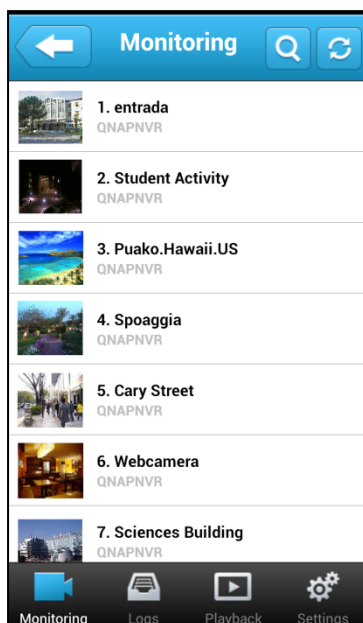 Monitoring
1. entrada
QNAPNVR
2. Student Activity
QNAPNVR
3. Puako.Hawaii.US
QNAPNVR
4. Spoaggia
QNAPNVR
5. Cary Street
QNAPNVR
6. Webcamera
QNAPNVR
7. Sciences Building
QNAPNVR
Monitoring Logs Playback Settings